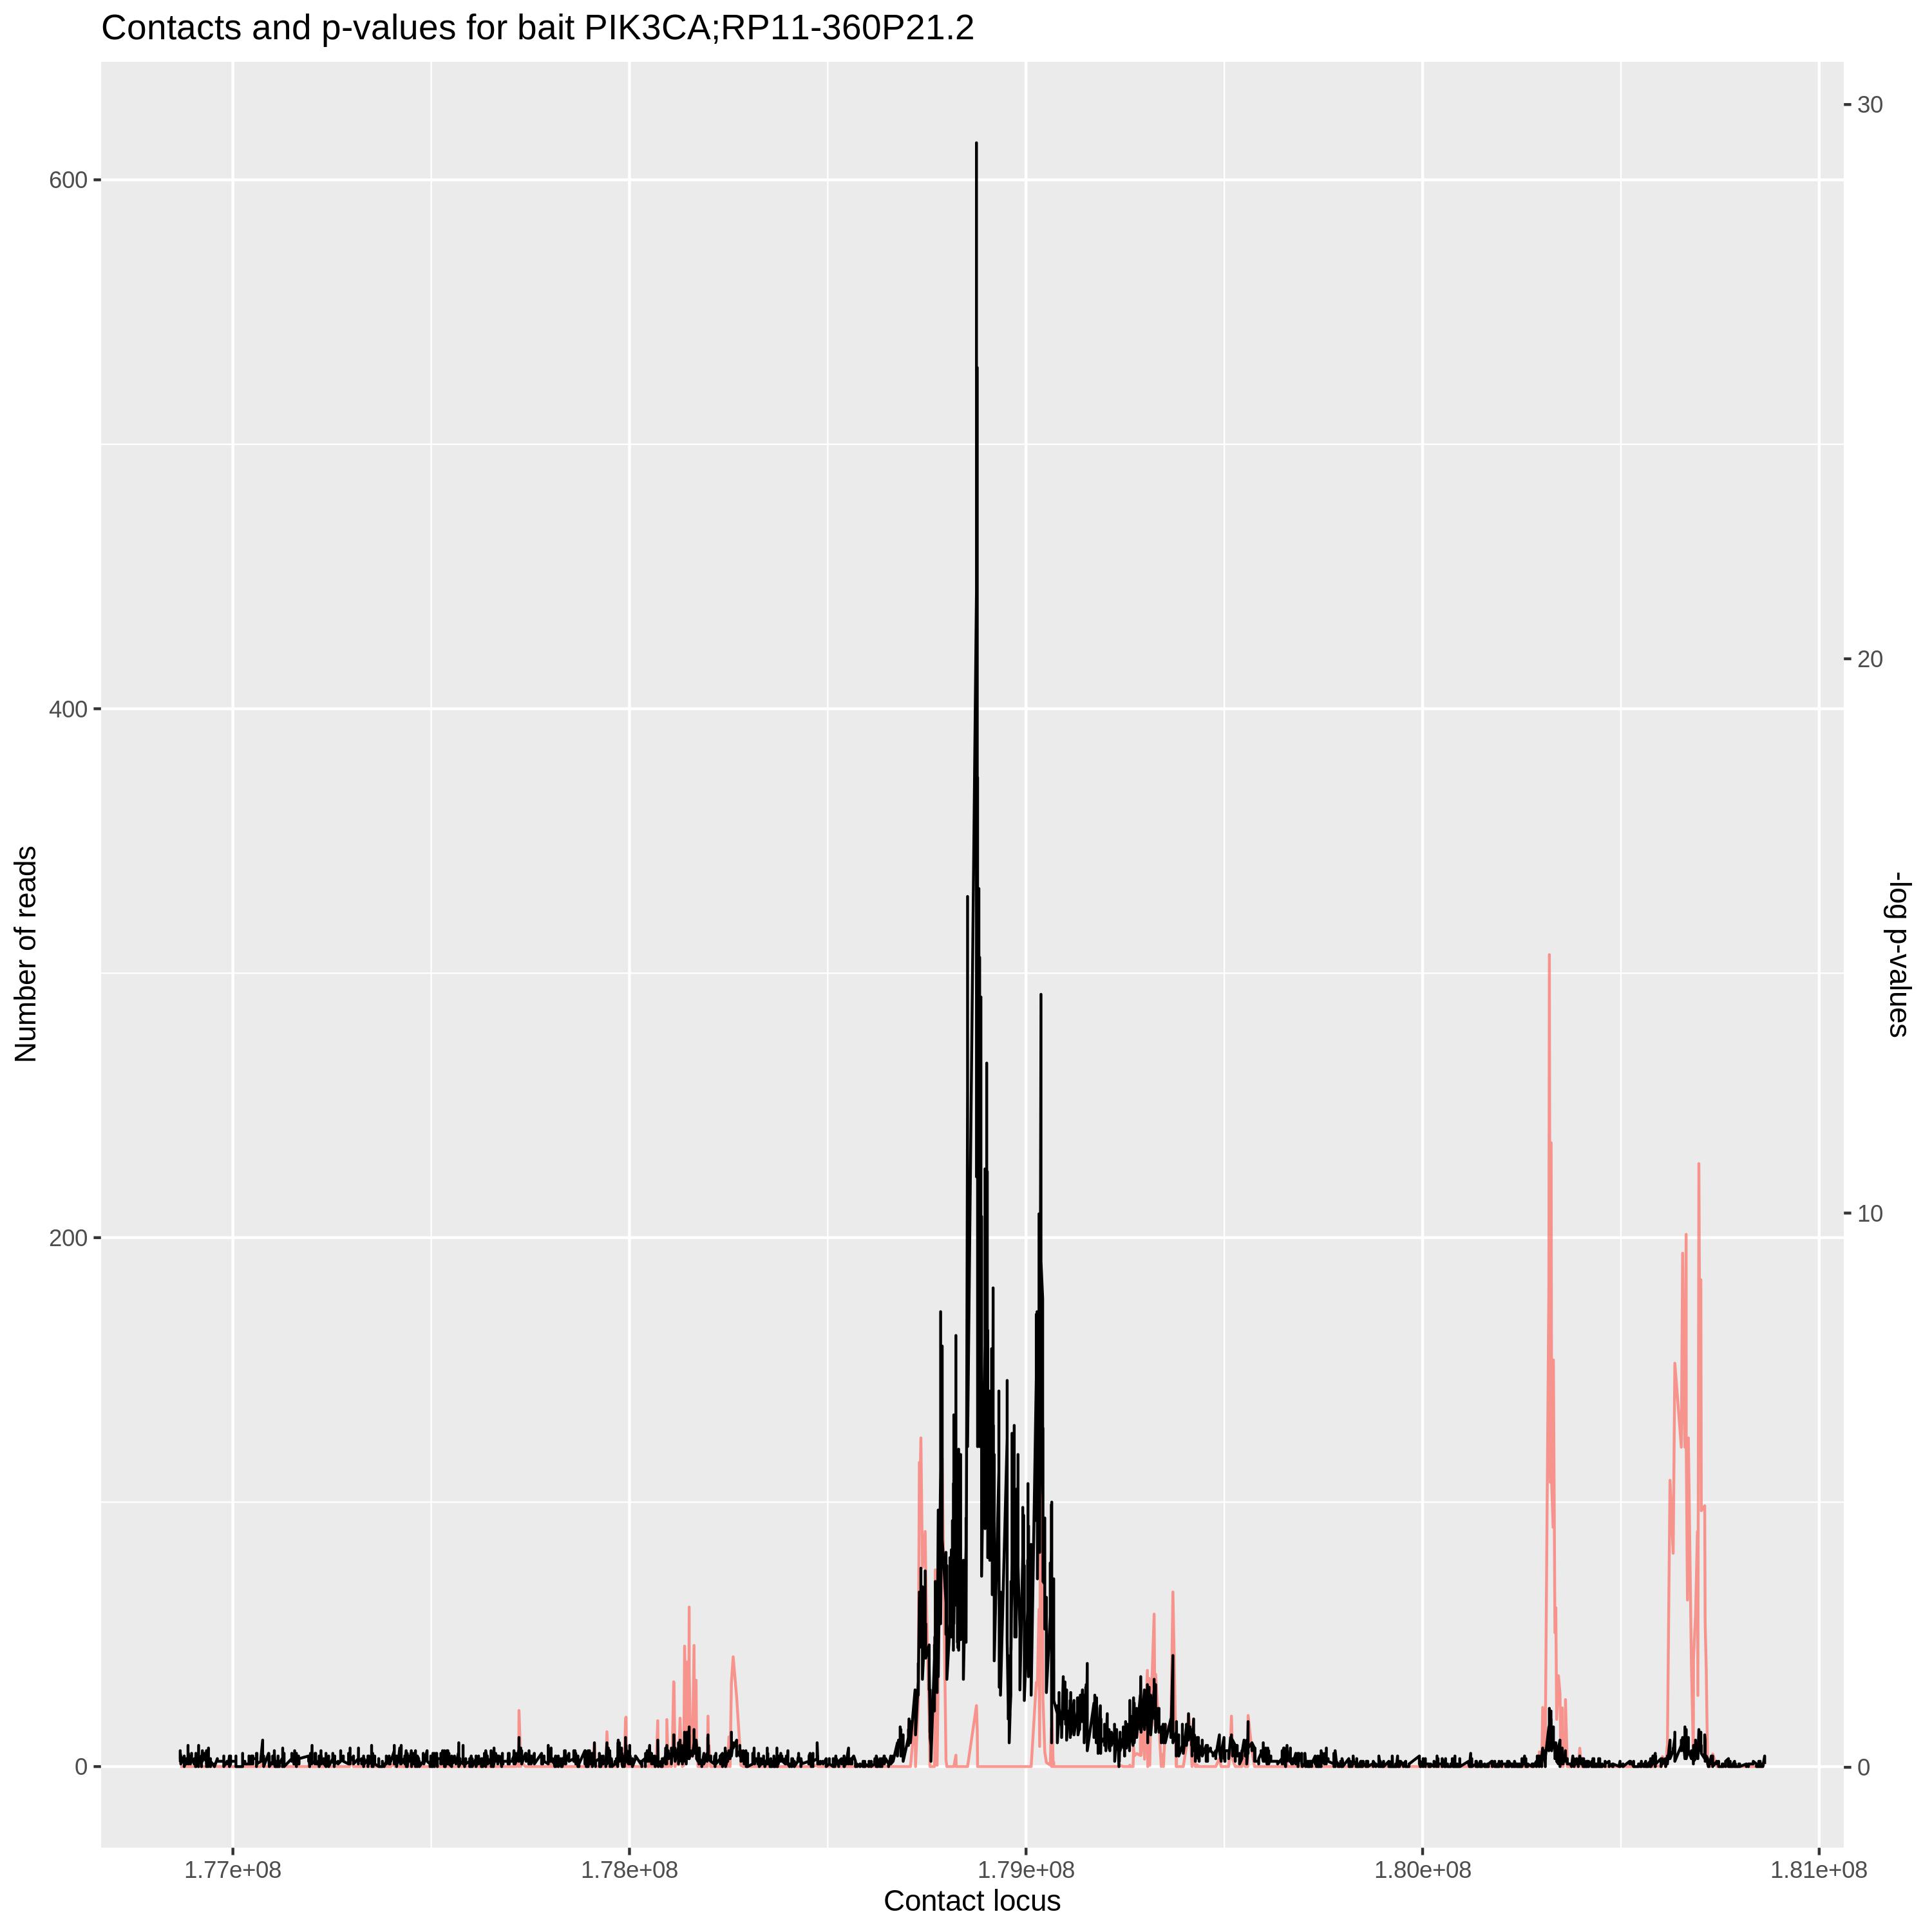 Contacts and p-values for bait PIK3CA;RP11-360P21.2
600
400
200
0
Number of reads
30
20
10
0
-log p-values
1.77e+08
1.78e+08
1.79e+08
1.80e+08
1.81e+08
Contact locus